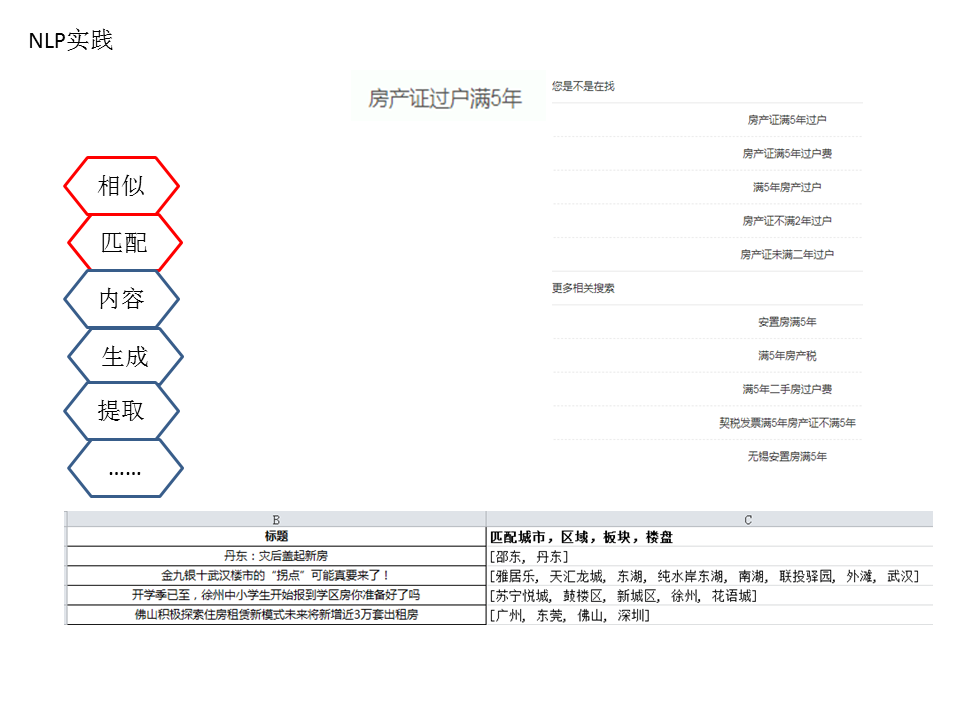 NLP实践
房产证过户满5年
您是不是在找
房产证满5年过户
房产证满5年过户费
满5年房产过户
房产证不满2年过户
房产证未满二年过户
更多相关搜索
安置房满5年
满5年房产税
满5年二手房过户费
契税发票满5年房产证不满5年
无锡安置房满5年
相似
匹配
内容
生成
提取
……
B C
标题 匹配城市，区域，板块，楼盘
丹东：灾后盖起新房 [邵东, 丹东]
金九银十武汉楼市的“拐点”可能真要来了！ [雅居乐, 天汇龙城, 东湖, 纯水岸东湖, 南湖, 联投驿园, 外滩, 武汉]
开学季已至，徐州中小学生开始报到学区房你准备好了吗 [苏宁悦城, 鼓楼区, 新城区, 徐州, 花语城]
佛山积极探索住房租赁新模式未来将新增近3万套出租房 [广州, 东莞, 佛山, 深圳]